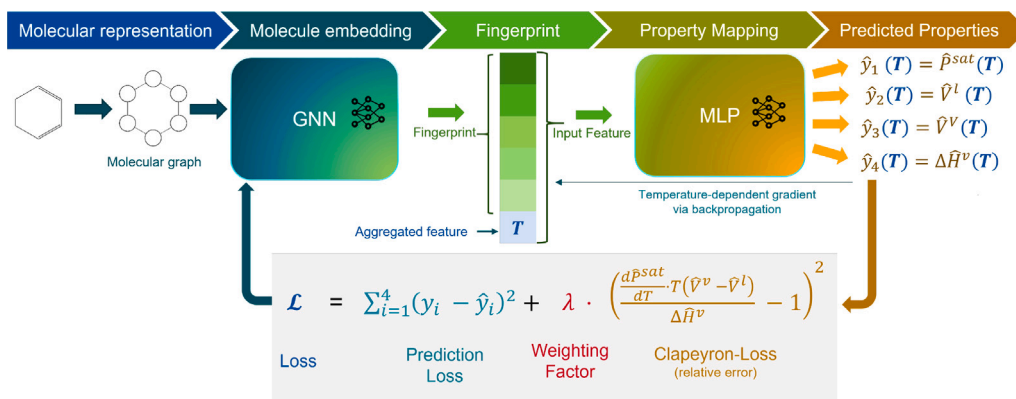 Molecular representation
Molecule embedding
Fingerprint
Property Mapping
Predicted Properties
GNN
Molecular graph
Fingerprint
Input Feature
MLP
ŷ₁ (T) = P̂ˢᵃᵗ(T)
ŷ₂(T) = V̂ˡ (T)
ŷ₃(T) = V̂ⱽ(T)
ŷ₄(T) = ΔĤᵛ(T)
Temperature-dependent gradient
via backpropagation
Aggregated feature
T
ℒ = ∑⁴ᵢ₌₁(yᵢ − ŷᵢ)² + λ · (((dP̂ˢᵃᵗ/dT)·T(V̂ᵛ − V̂ˡ))/(ΔĤᵛ) − 1)²
Loss
Prediction
Loss
Weighting
Factor
Clapeyron-Loss
(relative error)